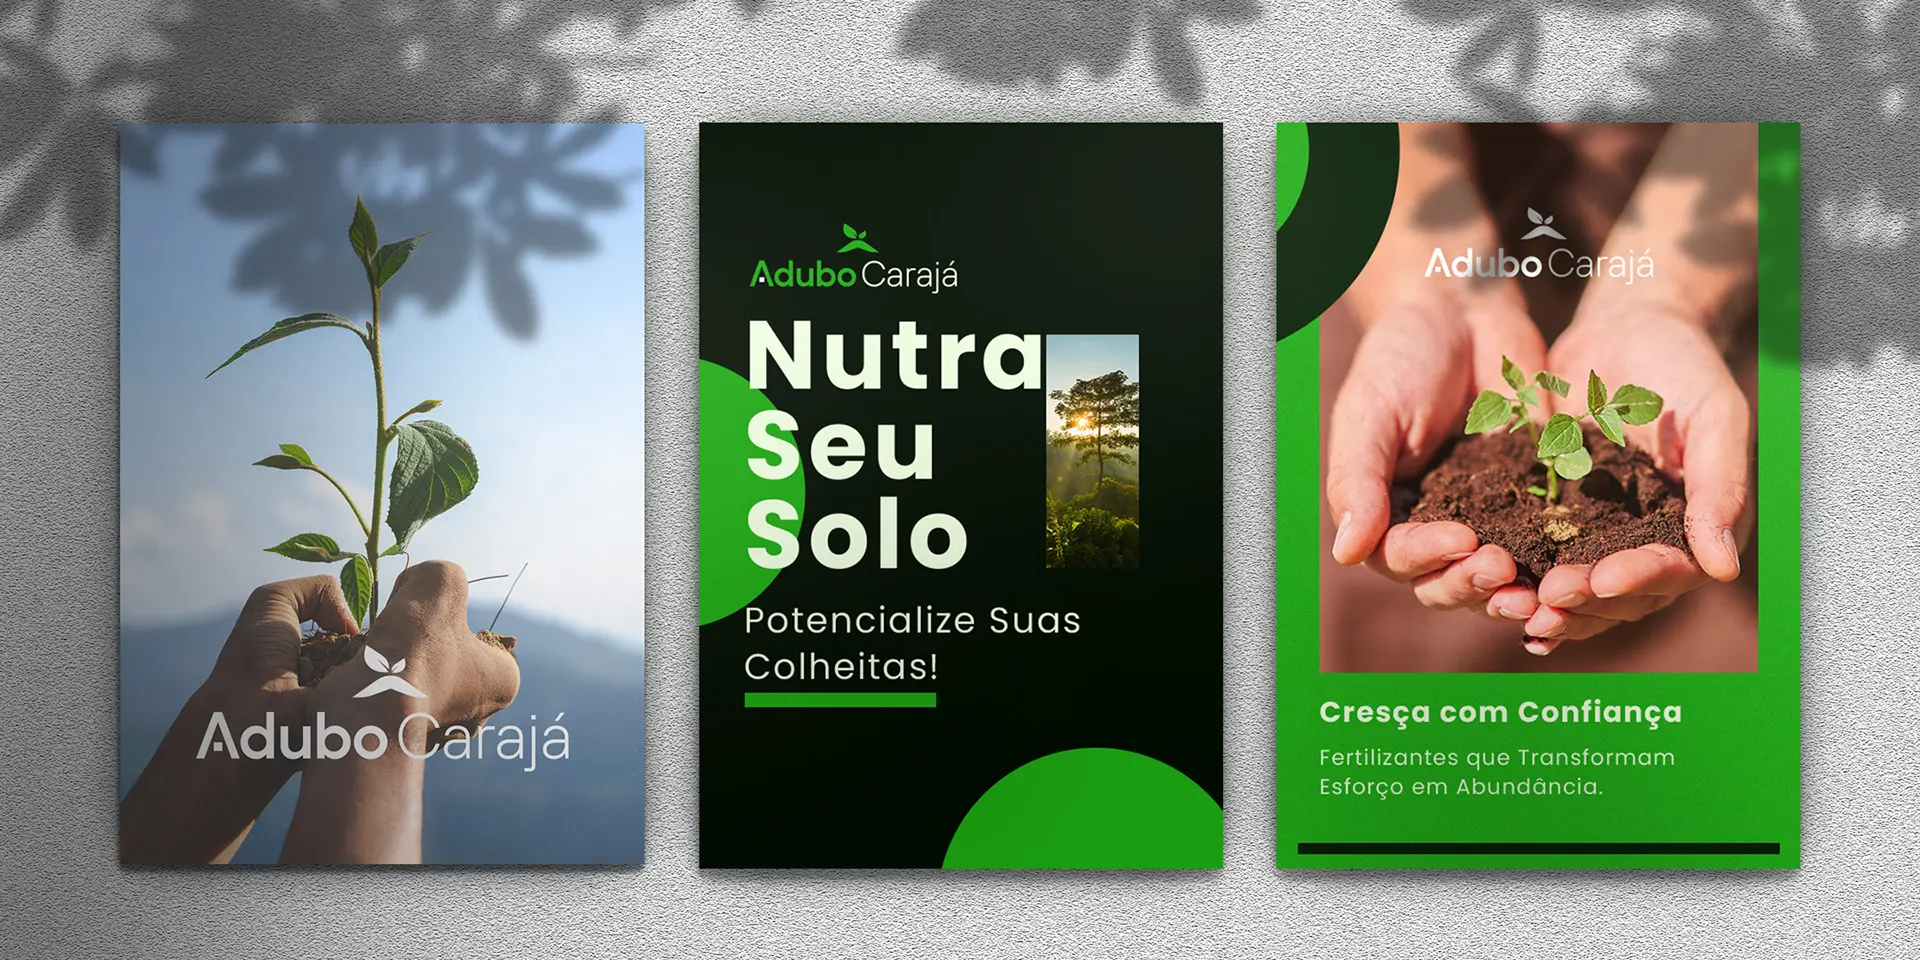 Adubo Carajá
Adubo Carajá
Nutra
Seu
Solo
Potencialize Suas
Colheitas!
Adubo Carajá
Cresça com Confiança
Fertilizantes que Transformam
Esforço em Abundância.